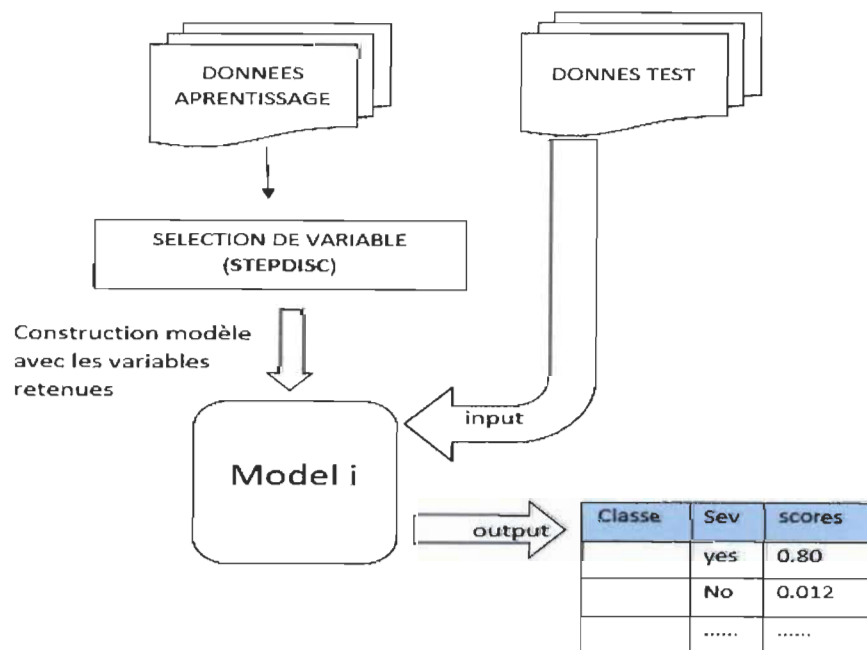 DONNEES
APRENTISSAGE
DONNES TEST
SELECTION DE VARIABLE
(STEPDISC)
Construction modèle
avec les variables
retenues
input
Model i
output
Classe Sev scores
yes 0.80
No 0.012
...... ......